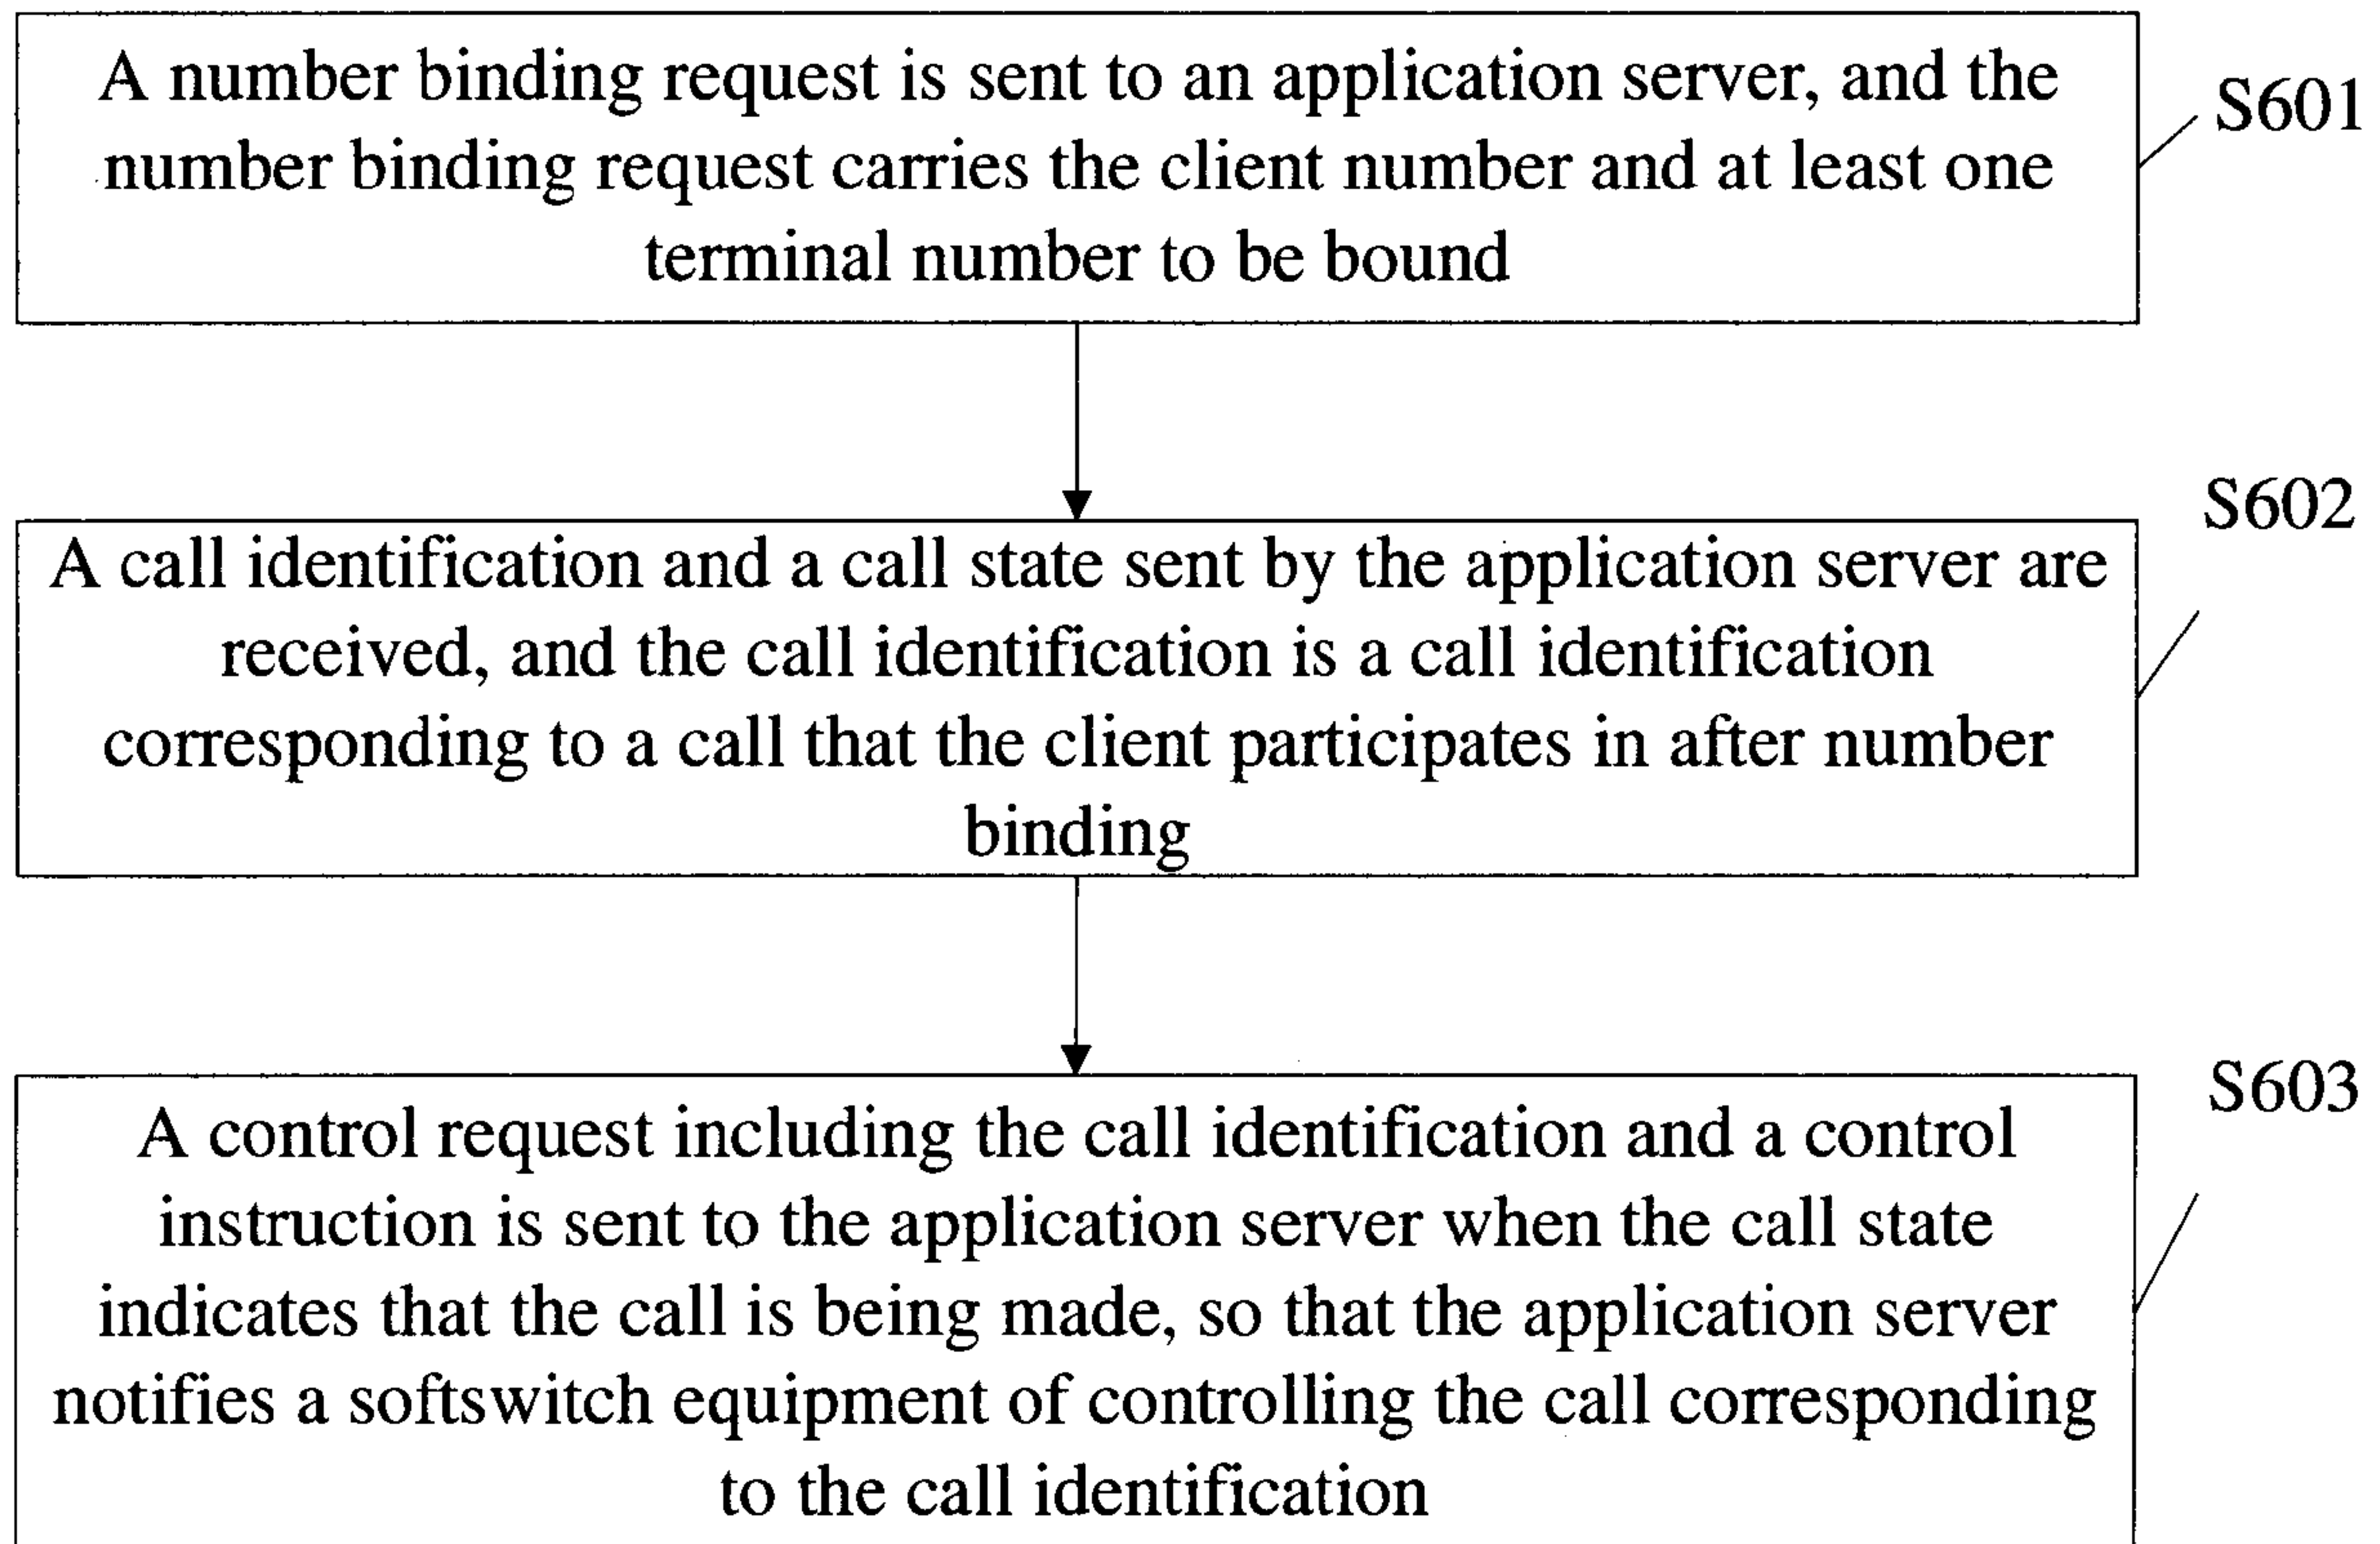 A number binding request is sent to an application server, and the
number binding request carries the client number and at least one
terminal number to be bound
S601
A call identification and a call state sent by the application server are
received, and the call identification is a call identification
corresponding to a call that the client participates in after number
binding
S602
A control request including the call identification and a control
instruction is sent to the application server when the call state
indicates that the call is being made, so that the application server
notifies a softswitch equipment of controlling the call corresponding
to the call identification
S603